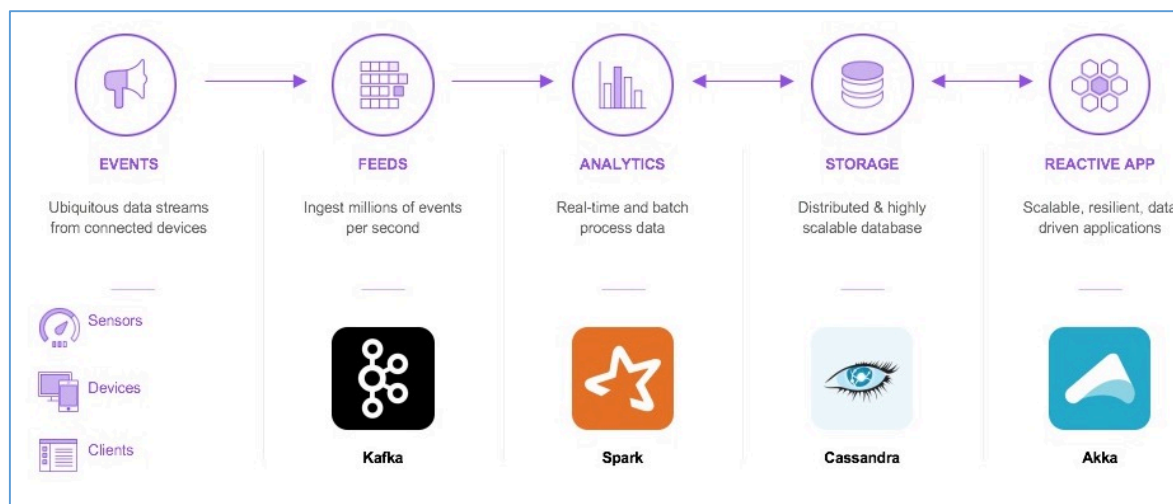 EVENTS
FEEDS
ANALYTICS
STORAGE
REACTIVE APP
Ubiquitous data streams
from connected devices
Ingest millions of events
per second
Real-time and batch
process data
Distributed & highly
scalable database
Scalable, resilient, data
driven applications
Sensors
Devices
Clients
Kafka
Spark
Cassandra
Akka